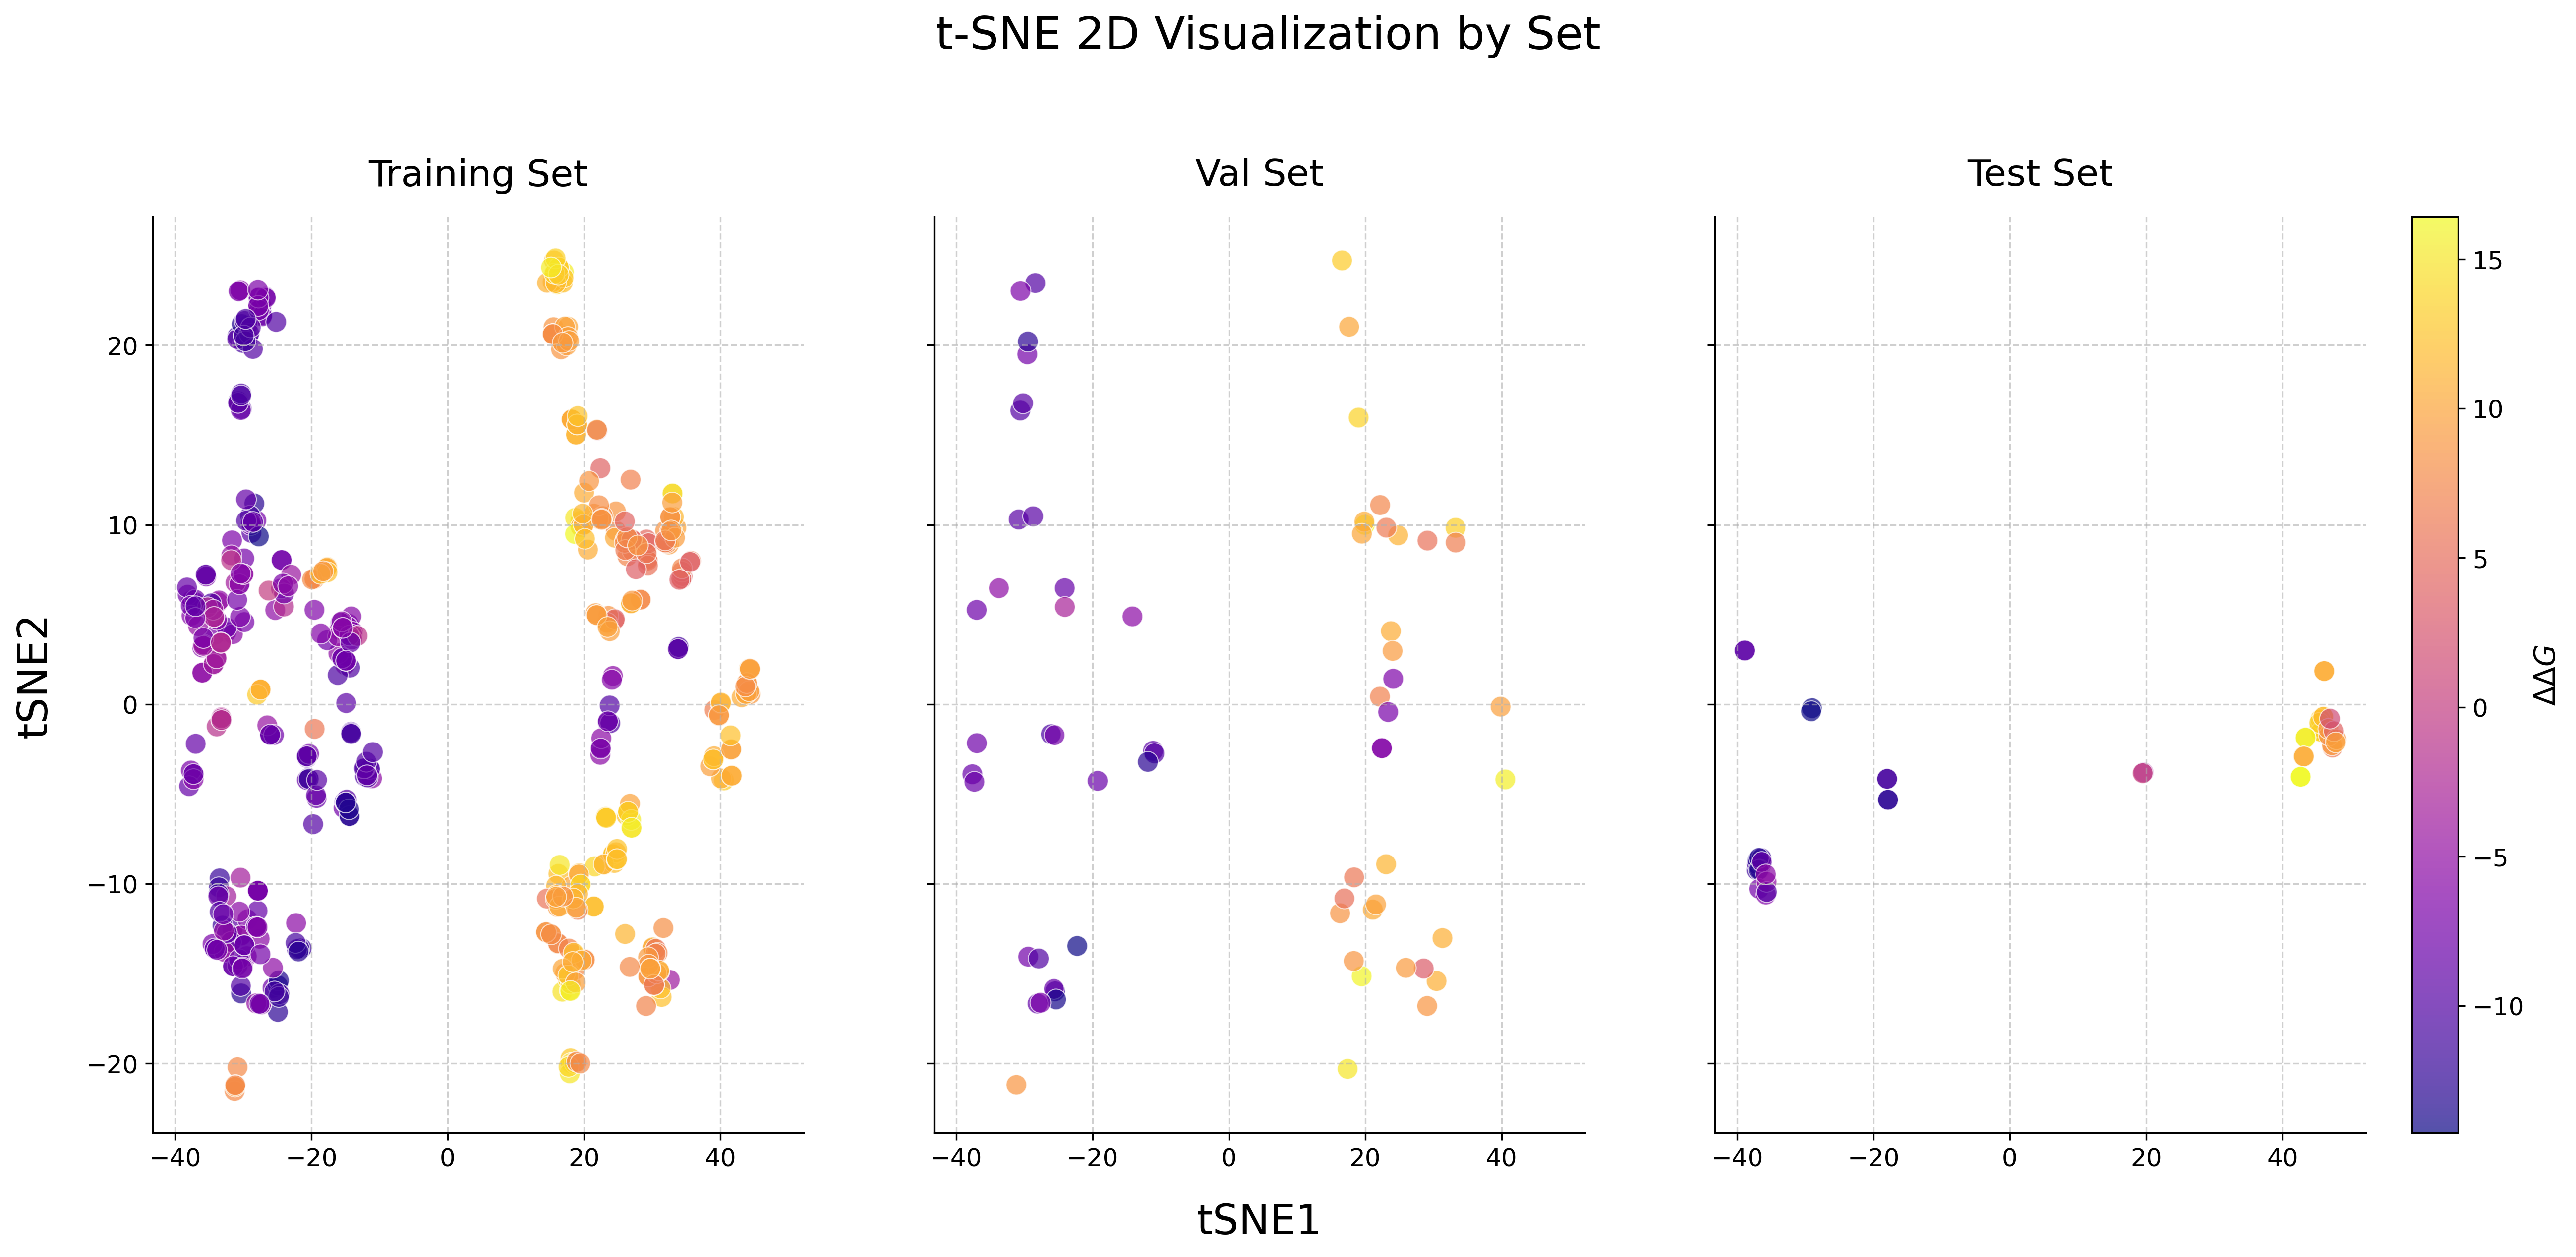 t-SNE 2D Visualization by Set
Training Set
Val Set
Test Set
tSNE2
20
10
0
−10
−20
−40 −20 0 20 40
−40 −20 0 20 40
−40 −20 0 20 40
tSNE1
15
10
5
0
−5
−10
ΔΔG